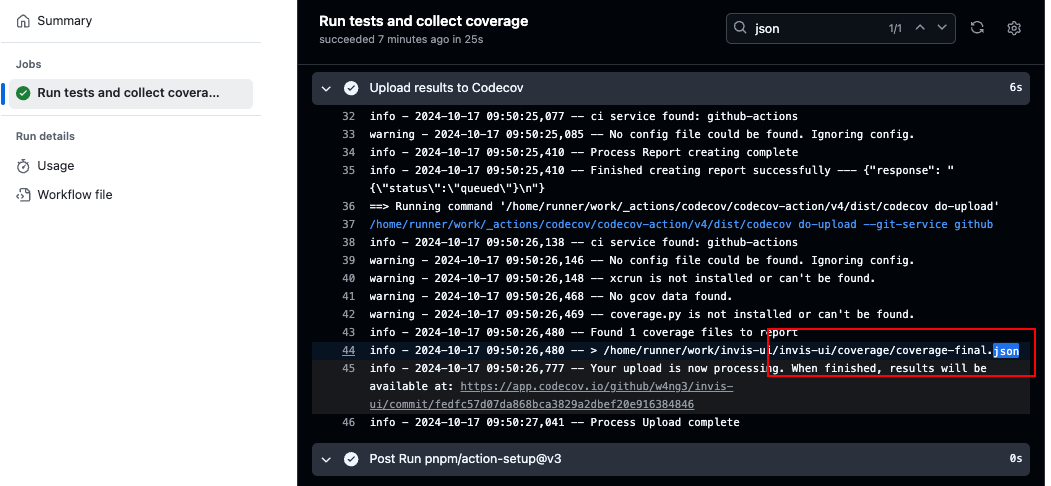 Summary
Jobs
Run tests and collect covera...
Run details
Usage
Workflow file
Run tests and collect coverage
succeeded 7 minutes ago in 25s
json
1/1
Upload results to Codecov
6s
32 info - 2024-10-17 09:50:25,077 -- ci service found: github-actions
33 warning - 2024-10-17 09:50:25,085 -- No config file could be found. Ignoring config.
34 info - 2024-10-17 09:50:25,410 -- Process Report creating complete
35 info - 2024-10-17 09:50:25,410 -- Finished creating report successfully --- {"response": "
{\"status\":\"queued\"}\n"}
36 ==> Running command '/home/runner/work/_actions/codecov/codecov-action/v4/dist/codecov do-upload'
37 /home/runner/work/_actions/codecov/codecov-action/v4/dist/codecov do-upload --git-service github
38 info - 2024-10-17 09:50:26,138 -- ci service found: github-actions
39 warning - 2024-10-17 09:50:26,146 -- No config file could be found. Ignoring config.
40 warning - 2024-10-17 09:50:26,148 -- xcrun is not installed or can't be found.
41 warning - 2024-10-17 09:50:26,468 -- No gcov data found.
42 warning - 2024-10-17 09:50:26,469 -- coverage.py is not installed or can't be found.
43 info - 2024-10-17 09:50:26,480 -- Found 1 coverage files to report
44 info - 2024-10-17 09:50:26,480 -- > /home/runner/work/invis-ui/invis-ui/coverage/coverage-final.json
45 info - 2024-10-17 09:50:26,777 -- Your upload is now processing. When finished, results will be
available at: https://app.codecov.io/github/w4ng3/invis-
ui/commit/fedfc57d07da868bca3829a2dbef20e916384846
46 info - 2024-10-17 09:50:27,041 -- Process Upload complete
Post Run pnpm/action-setup@v3
0s